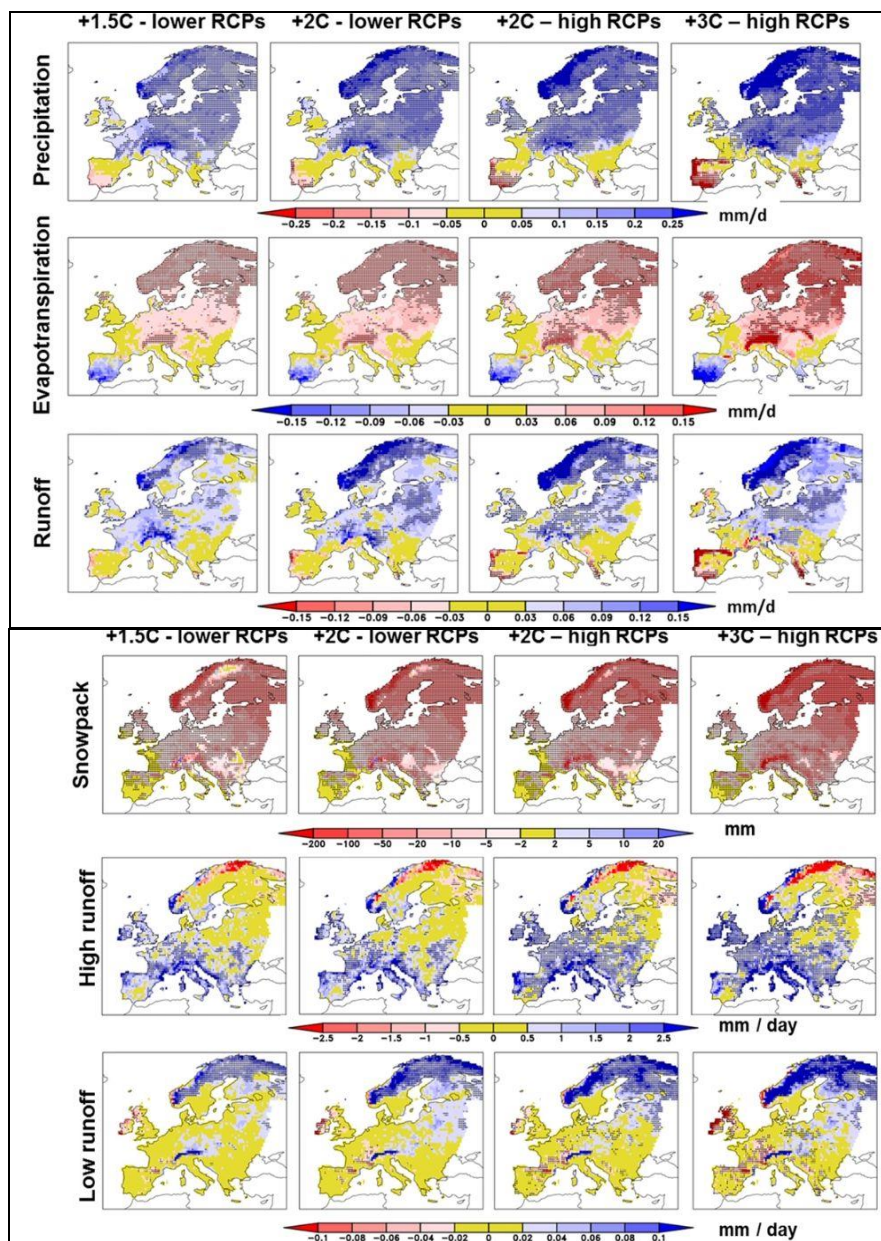 +1.5C - lower RCPs +2C - lower RCPs +2C – high RCPs +3C – high RCPs
Precipitation
−0.25 −0.2 −0.15 −0.1 −0.05 0 0.05 0.1 0.15 0.2 0.25 mm/d
Evapotranspiration
−0.15 −0.12 −0.09 −0.06 −0.03 0 0.03 0.06 0.09 0.12 0.15 mm/d
Runoff
−0.15 −0.12 −0.09 −0.06 −0.03 0 0.03 0.06 0.09 0.12 0.15 mm/d
+1.5C - lower RCPs +2C - lower RCPs +2C – high RCPs +3C – high RCPs
Snowpack
−200 −100 −50 −20 −10 −5 −2 2 5 10 20 mm
High runoff
−2.5 −2 −1.5 −1 −0.5 0 0.5 1 1.5 2 2.5 mm / day
Low runoff
−0.1 −0.08 −0.06 −0.04 −0.02 0 0.02 0.04 0.06 0.08 0.1 mm / day